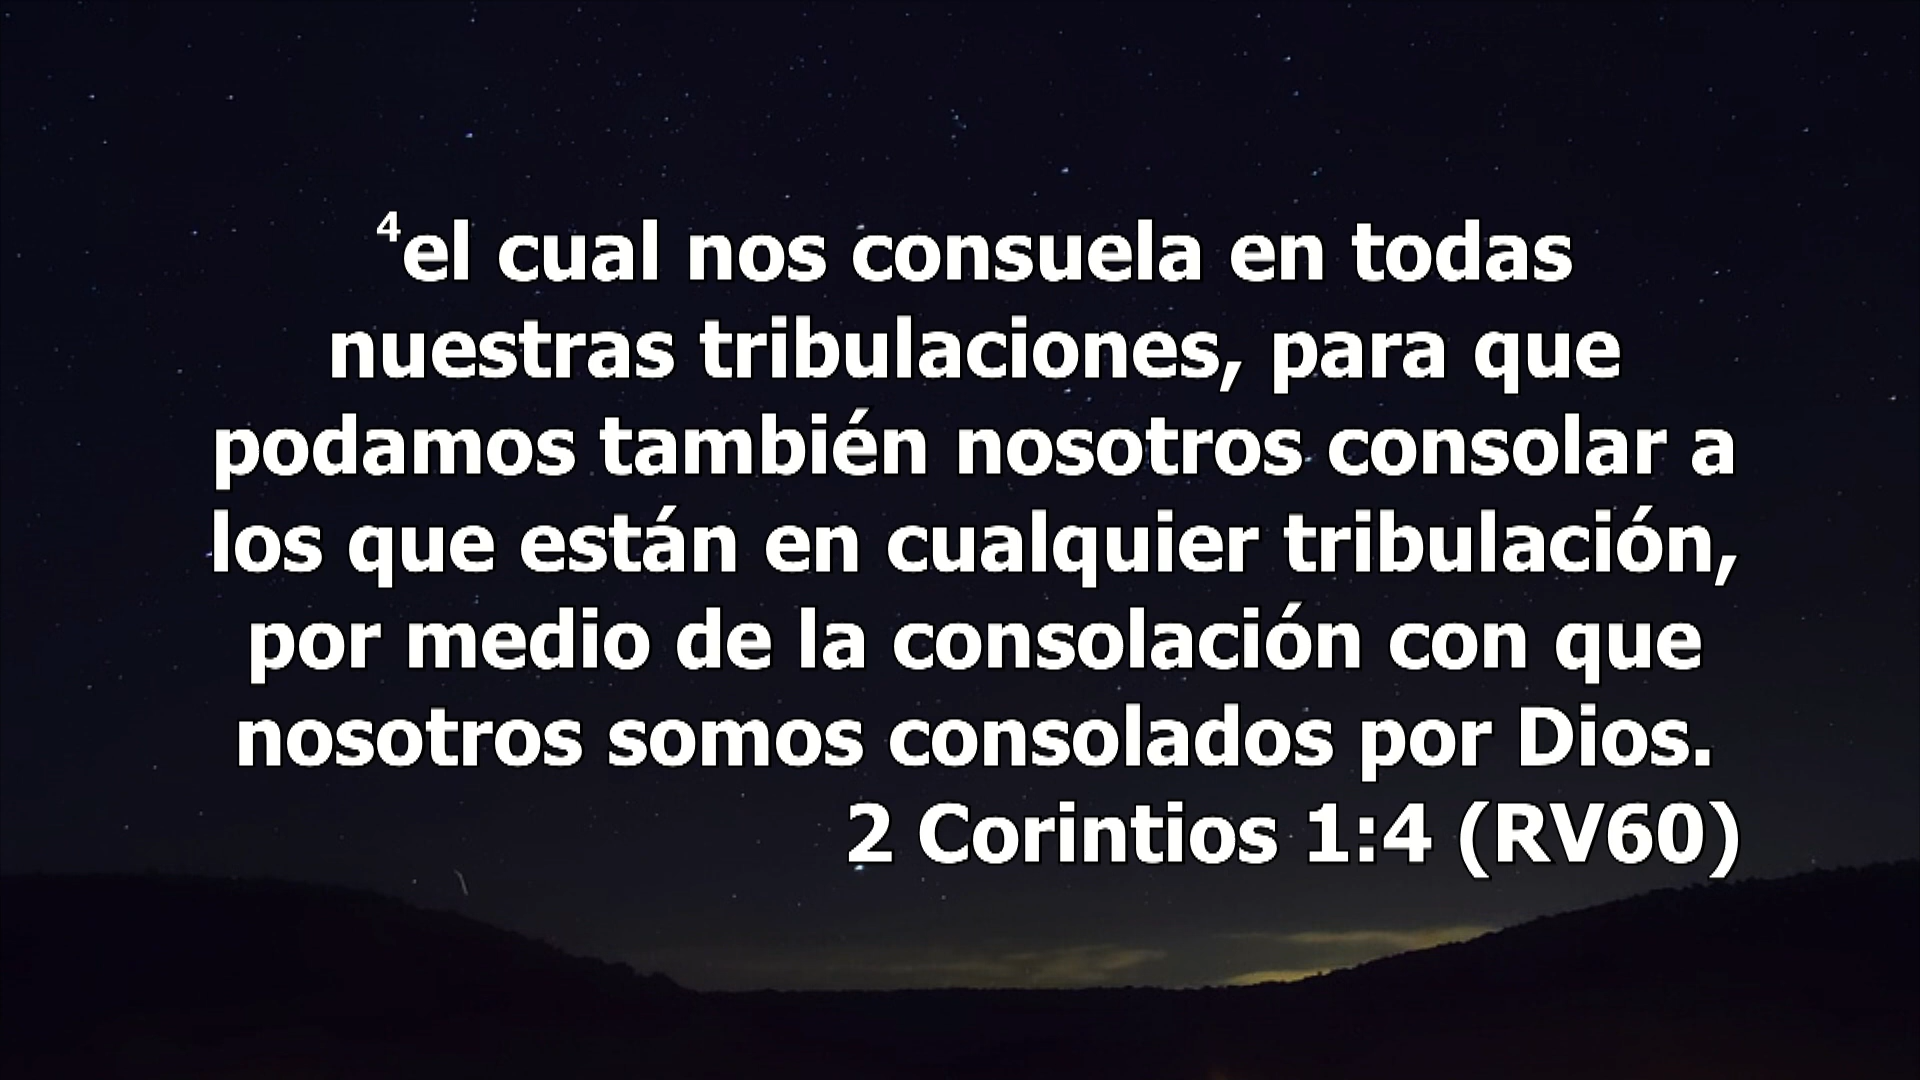 ⁴el cual nos consuela en todas
nuestras tribulaciones, para que
podamos también nosotros consolar a
los que están en cualquier tribulación,
por medio de la consolación con que
nosotros somos consolados por Dios.
2 Corintios 1:4 (RV60)